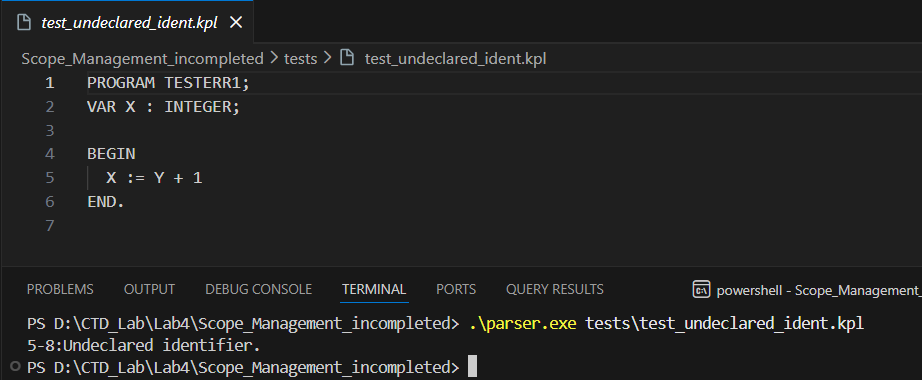 test_undeclared_ident.kpl
Scope_Management_incompleted > tests > test_undeclared_ident.kpl
1 PROGRAM TESTERR1;
2 VAR X : INTEGER;
3
4 BEGIN
5 X := Y + 1
6 END.
7
PROBLEMS OUTPUT DEBUG CONSOLE TERMINAL PORTS QUERY RESULTS powershell - Scope_Management_
PS D:\CTD_Lab\Lab4\Scope_Management_incompleted> .\parser.exe tests\test_undeclared_ident.kpl
5-8:Undeclared identifier.
PS D:\CTD_Lab\Lab4\Scope_Management_incompleted>